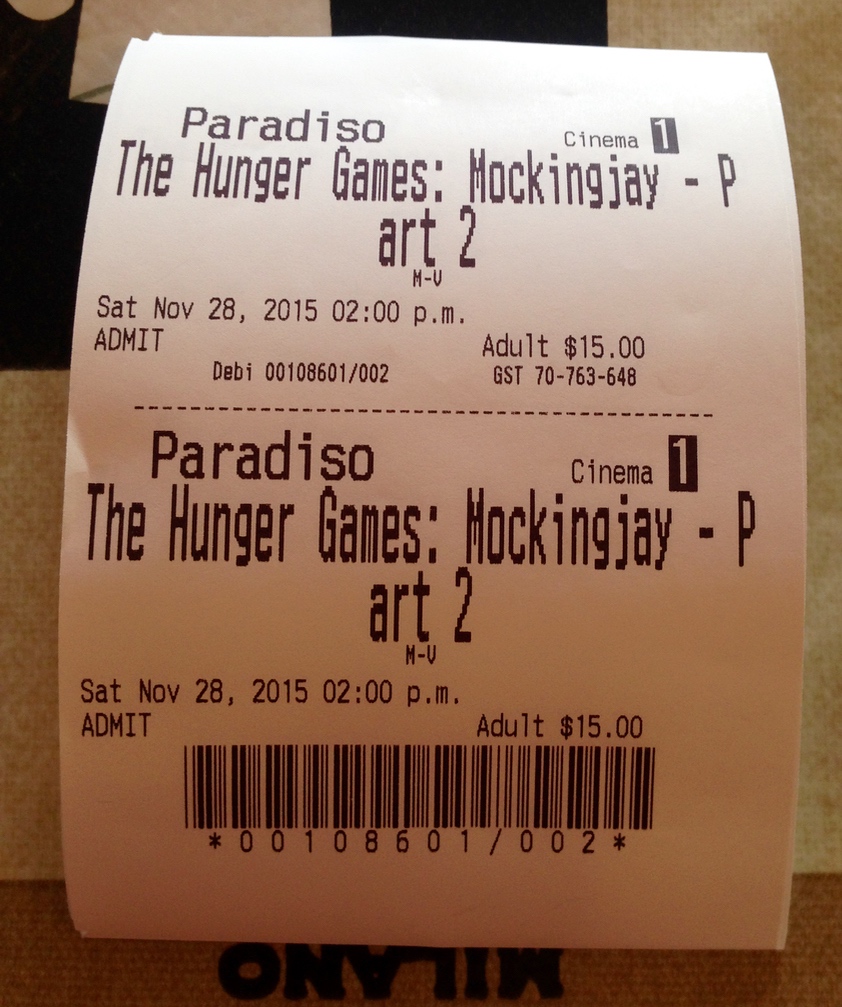 Paradiso Cinema 1
The Hunger Games: Mockingjay - P
art 2
M-V
Sat Nov 28, 2015 02:00 p.m.
ADMIT Adult $15.00
Debi 00108601/002 GST 70-763-648
Paradiso Cinema 1
The Hunger Games: Mockingjay - P
art 2
M-V
Sat Nov 28, 2015 02:00 p.m.
ADMIT Adult $15.00
*00108601/002*
MILANO